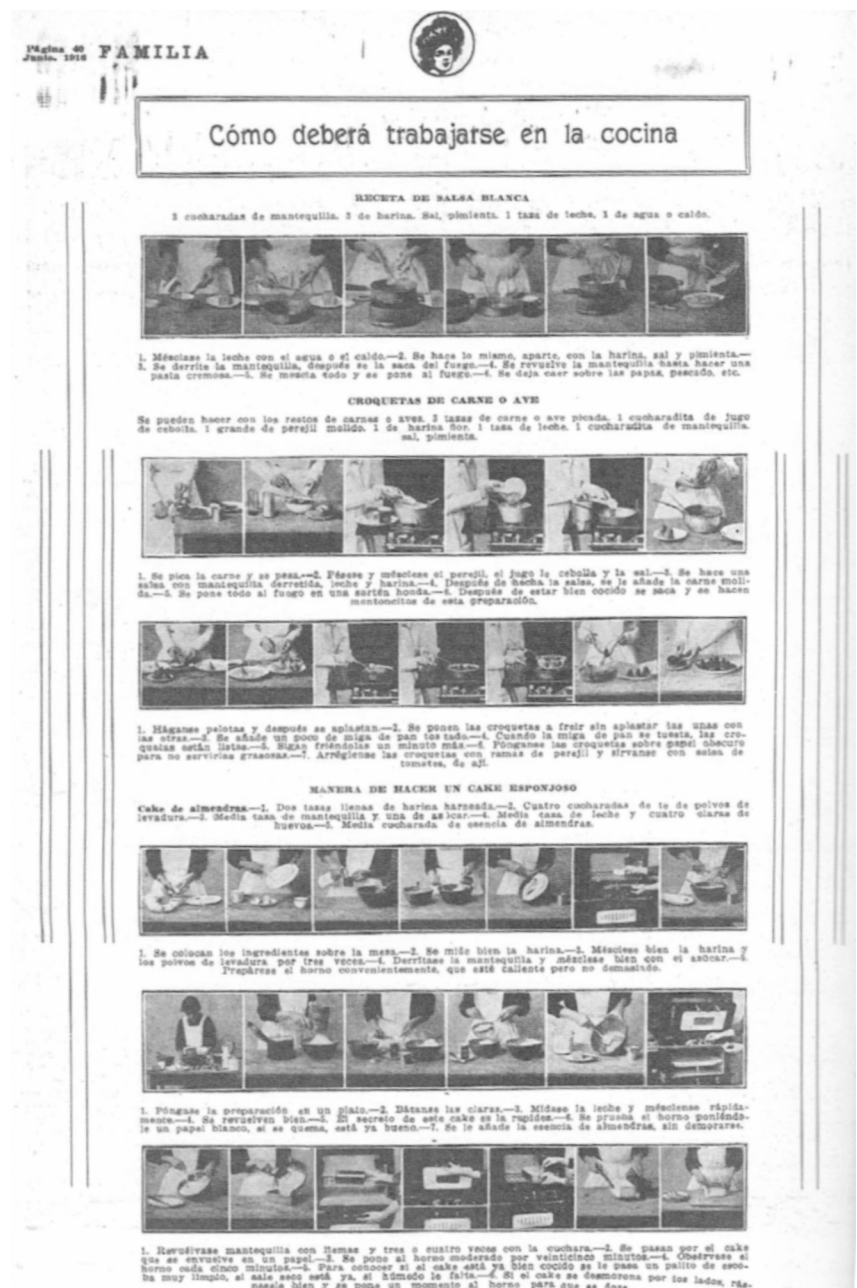 Página 40
Junio. 1916
FAMILIA
Cómo deberá trabajarse en la cocina
RECETA DE SALSA BLANCA
3 cucharadas de mantequilla. 3 de harina. Sal, pimienta. 1 taza de leche. 1 de agua o caldo.
1. Mézclase la leche con el agua o el caldo.—2. Se hace lo mismo, aparte, con la harina, sal y pimienta.—
3. Se derrite la mantequilla, después se la saca del fuego.—4. Se revuelve la mantequilla hasta hacer una
pasta cremosa.—5. Se mezcla todo y se pone al fuego.—6. Se deja caer sobre las papas, pescado, etc.
CROQUETAS DE CARNE O AVE
Se pueden hacer con los restos de carnes o aves. 3 tazas de carne o ave picada. 1 cucharadita de jugo
de cebolla. 1 grande de perejil molido. 1 de harina flor. 1 taza de leche. 1 cucharadita de mantequilla.
sal, pimienta.
1. Se pica la carne y se pesa.—2. Pésese y mézclese el perejil, el jugo le cebolla y la sal.—3. Se hace una
salsa con mantequilla derretida, leche y harina.—4. Después de hecha la salsa, se le añade la carne moli-
da.—5. Se pone todo al fuego en una sartén honda.—6. Después de estar bien cocido se saca y se hacen
montoncitos de esta preparación.
1. Háganse pelotas y después se aplastan.—2. Se ponen las croquetas a freir sin aplastar las unas con
las otras.—3. Se añade un poco de miga de pan tostado.—4. Cuando la miga de pan se tuesta, las cro-
quetas están listas.—5. Sigan friéndolas un minuto más.—6. Pónganse las croquetas sobre papel obscuro
para no servirlas grasosas.—7. Arréglense las croquetas con ramas de perejil y sírvanse con salsa de
tomates, de ají.
MANERA DE HACER UN CAKE ESPONJOSO
Cake de almendras.—1. Dos tazas llenas de harina harneada.—2. Cuatro cucharadas de te de polvos de
levadura.—3. Media taza de mantequilla y una de azúcar.—4. Media taza de leche y cuatro claras de
huevos.—5. Media cucharada de esencia de almendras.
1. Se colocan los ingredientes sobre la mesa.—2. Se mide bien la harina.—3. Mézclese bien la harina y
los polvos de levadura por tres veces.—4. Derrítase la mantequilla y mézclese bien con el azúcar.—5.
Prepárese el horno convenientemente, que esté caliente pero no demasiado.
1. Póngase la preparación en un plato.—2. Bátanse las claras.—3. Mídase la leche y mézclense rápida-
mente.—4. Se revuelven bien.—5. El secreto de este cake es la rapidez.—6. Se prueba el horno poniéndo-
le un papel blanco, si se quema, está ya bueno.—7. Se le añade la esencia de almendras, sin demorarse.
1. Revuélvase mantequilla con llemas y tres o cuatro veces con la cuchara.—2. Se pasan por el cake
que se envuelve en un papel.—3. Se pone al horno moderado por veinticinco minutos.—4. Obsérvase el
horno cada cinco minutos.—5. Para conocer si el cake está ya bien cocido se le pasa un palito de esco-
ba muy limpio, si sale seco está ya, si húmedo le falta.—6. Si el cake se desmorona por los lados,
bien y se pone un momento al horno para que se